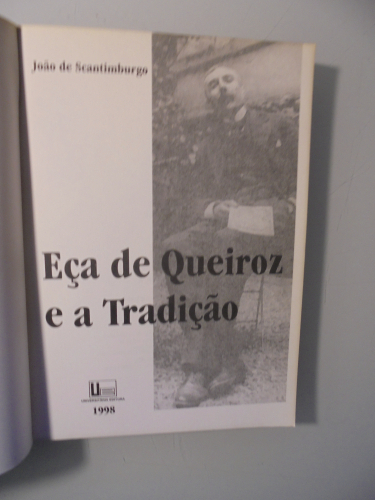 João de Scantimburgo
Eça de Queiroz
e a Tradição
1998